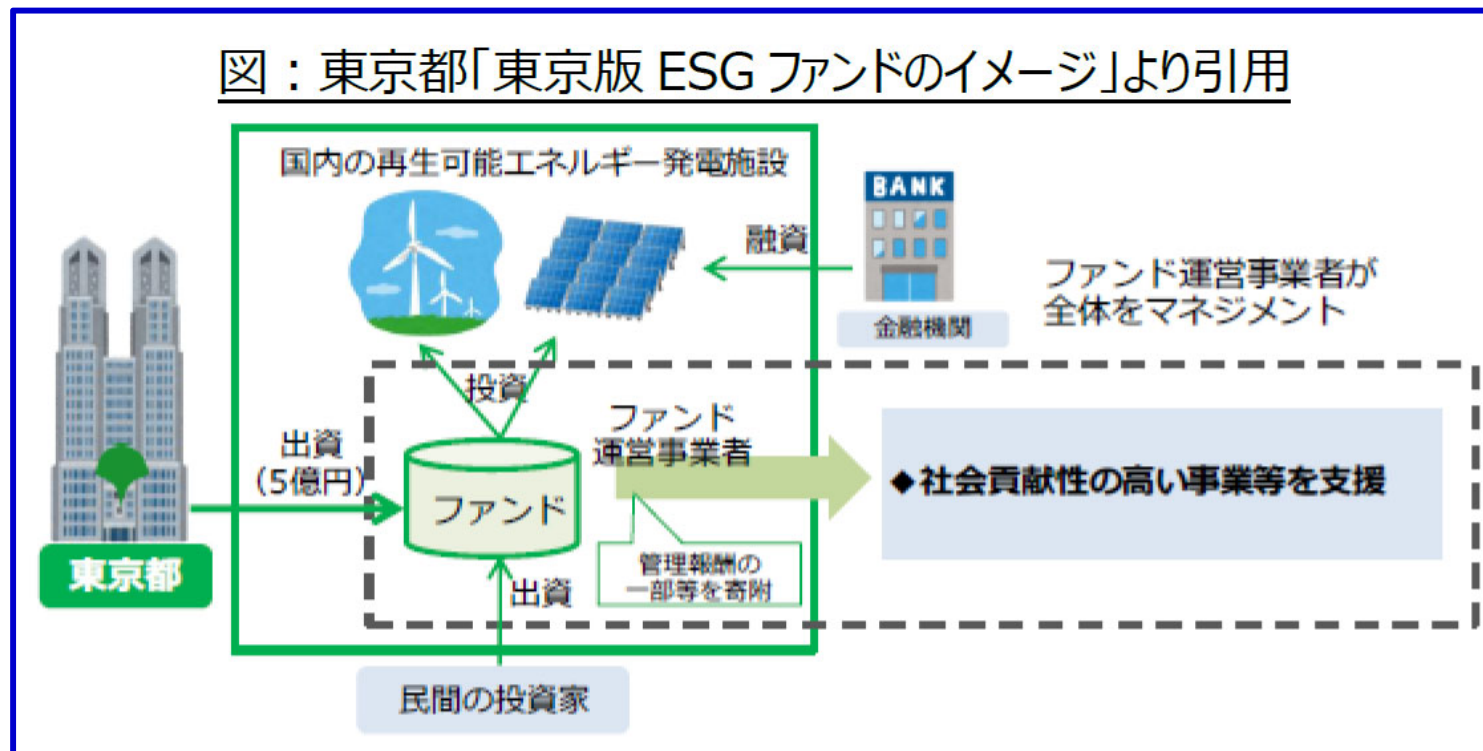 図：東京都「東京版 ESG ファンドのイメージ」より引用
国内の再生可能エネルギー発電施設
BANK
融資
金融機関
ファンド運営事業者が
全体をマネジメント
投資
ファンド
運営事業者
出資
（5億円）
ファンド
◆社会貢献性の高い事業等を支援
管理報酬の
一部等を寄附
東京都
出資
民間の投資家